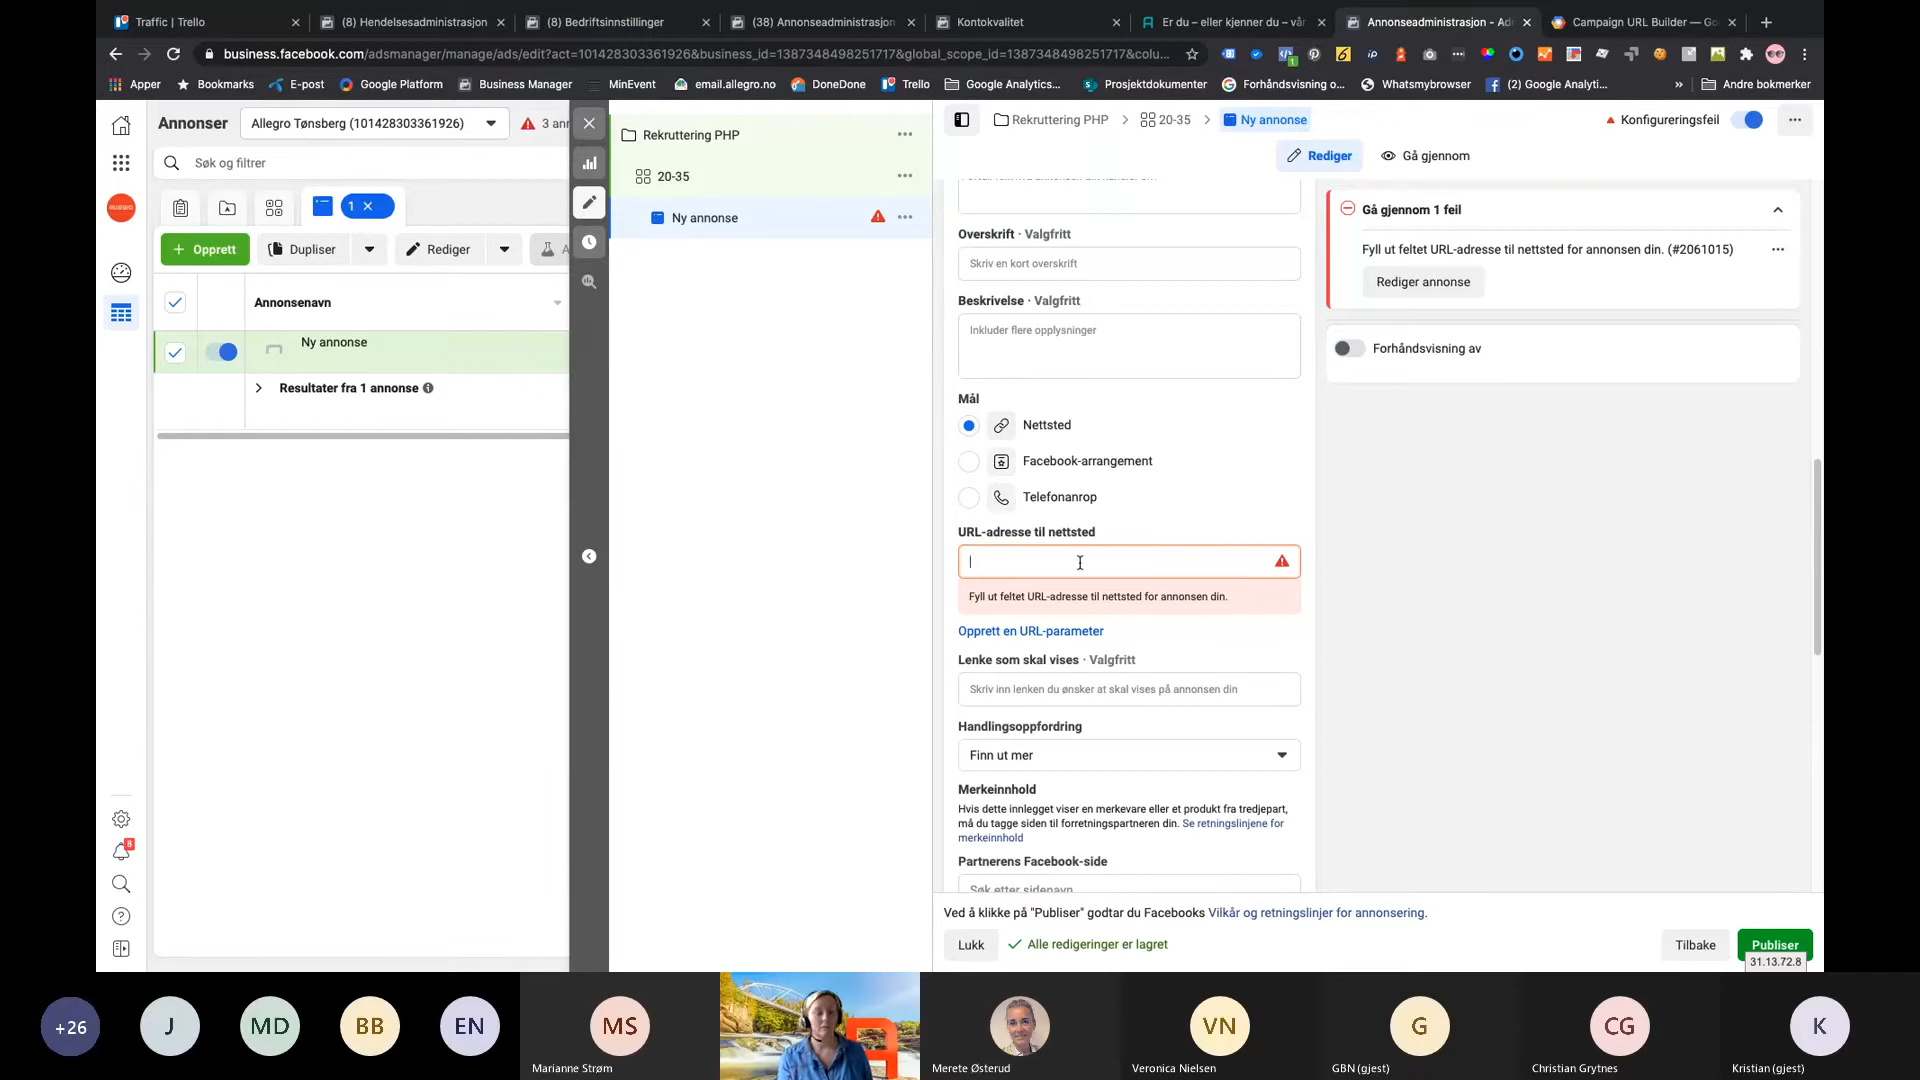 Traffic | Trello
(8) Hendelsesadministrasjon
(8) Bedriftsinnstillinger
(38) Annonseadministrasjon
Kontokvalitet
Er du – eller kjenner du – vår
Annonseadministrasjon - Ad
Campaign URL Builder — Go
business.facebook.com/adsmanager/manage/ads/edit?act=101428303361926&business_id=1387348498251717&global_scope_id=1387348498251717&colu...
Apper
Bookmarks
E-post
Google Platform
Business Manager
MinEvent
email.allegro.no
DoneDone
Trello
Google Analytics...
Prosjektdokumenter
Forhåndsvisning o...
Whatsmybrowser
(2) Google Analyti...
»
Andre bokmerker
Annonser
Allegro Tønsberg (101428303361926)
3 ann
Søk og filtrer
1 ×
+ Opprett
Dupliser
Rediger
A
Annonsenavn
Ny annonse
Resultater fra 1 annonse
8
Rekruttering PHP
20-35
Ny annonse
Rekruttering PHP
20-35
Ny annonse
Konfigureringsfeil
Rediger
Gå gjennom
Overskrift · Valgfritt
Skriv en kort overskrift
Beskrivelse · Valgfritt
Inkluder flere opplysninger
Mål
Nettsted
Facebook-arrangement
Telefonanrop
URL-adresse til nettsted
Fyll ut feltet URL-adresse til nettsted for annonsen din.
Opprett en URL-parameter
Lenke som skal vises · Valgfritt
Skriv inn lenken du ønsker at skal vises på annonsen din
Handlingsoppfordring
Finn ut mer
Merkeinnhold
Hvis dette innlegget viser en merkevare eller et produkt fra tredjepart,
må du tagge siden til forretningspartneren din. Se retningslinjene for
merkeinnhold
Partnerens Facebook-side
Søk etter sidenavn
Gå gjennom 1 feil
Fyll ut feltet URL-adresse til nettsted for annonsen din. (#2061015)
Rediger annonse
Forhåndsvisning av
Ved å klikke på "Publiser" godtar du Facebooks Vilkår og retningslinjer for annonsering.
Lukk
Alle redigeringer er lagret
Tilbake
Publiser
31.13.72.8
+26
J
MD
BB
EN
MS
Marianne Strøm
Merete Østerud
VN
Veronica Nielsen
G
GBN (gjest)
CG
Christian Grytnes
K
Kristian (gjest)